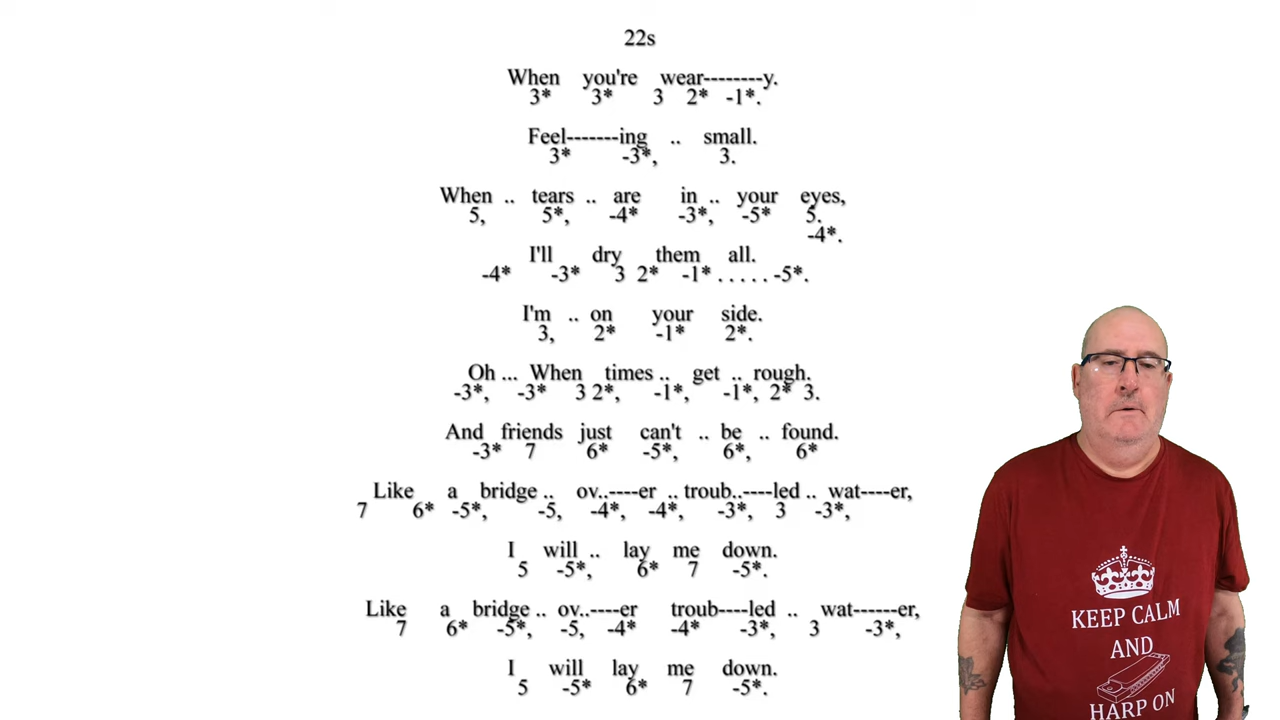 22s
When you're wear--------y.
3* 3* 3 2* -1*.
Feel-------ing .. small.
3* -3*, 3.
When .. tears .. are in .. your eyes,
5, 5*, -4* -3*, -5* 5.
-4*.
I'll dry them all.
-4* -3* 3 2* -1* . . . . . -5*.
I'm .. on your side.
3, 2* -1* 2*.
Oh ... When times .. get .. rough.
-3*, -3* 3 2*, -1*, -1*, 2* 3.
And friends just can't .. be .. found.
-3* 7 6* -5*, 6*, 6*
Like a bridge .. ov..----er .. troub..----led .. wat----er,
7 6* -5*, -5, -4*, -4*, -3*, 3 -3*,
I will .. lay me down.
5 -5*, 6* 7 -5*.
Like a bridge .. ov..----er troub----led .. wat------er,
7 6* -5*, -5, -4* -4* -3*, 3 -3*,
I will lay me down.
5 -5* 6* 7 -5*.
KEEP CALM
AND
HARP ON